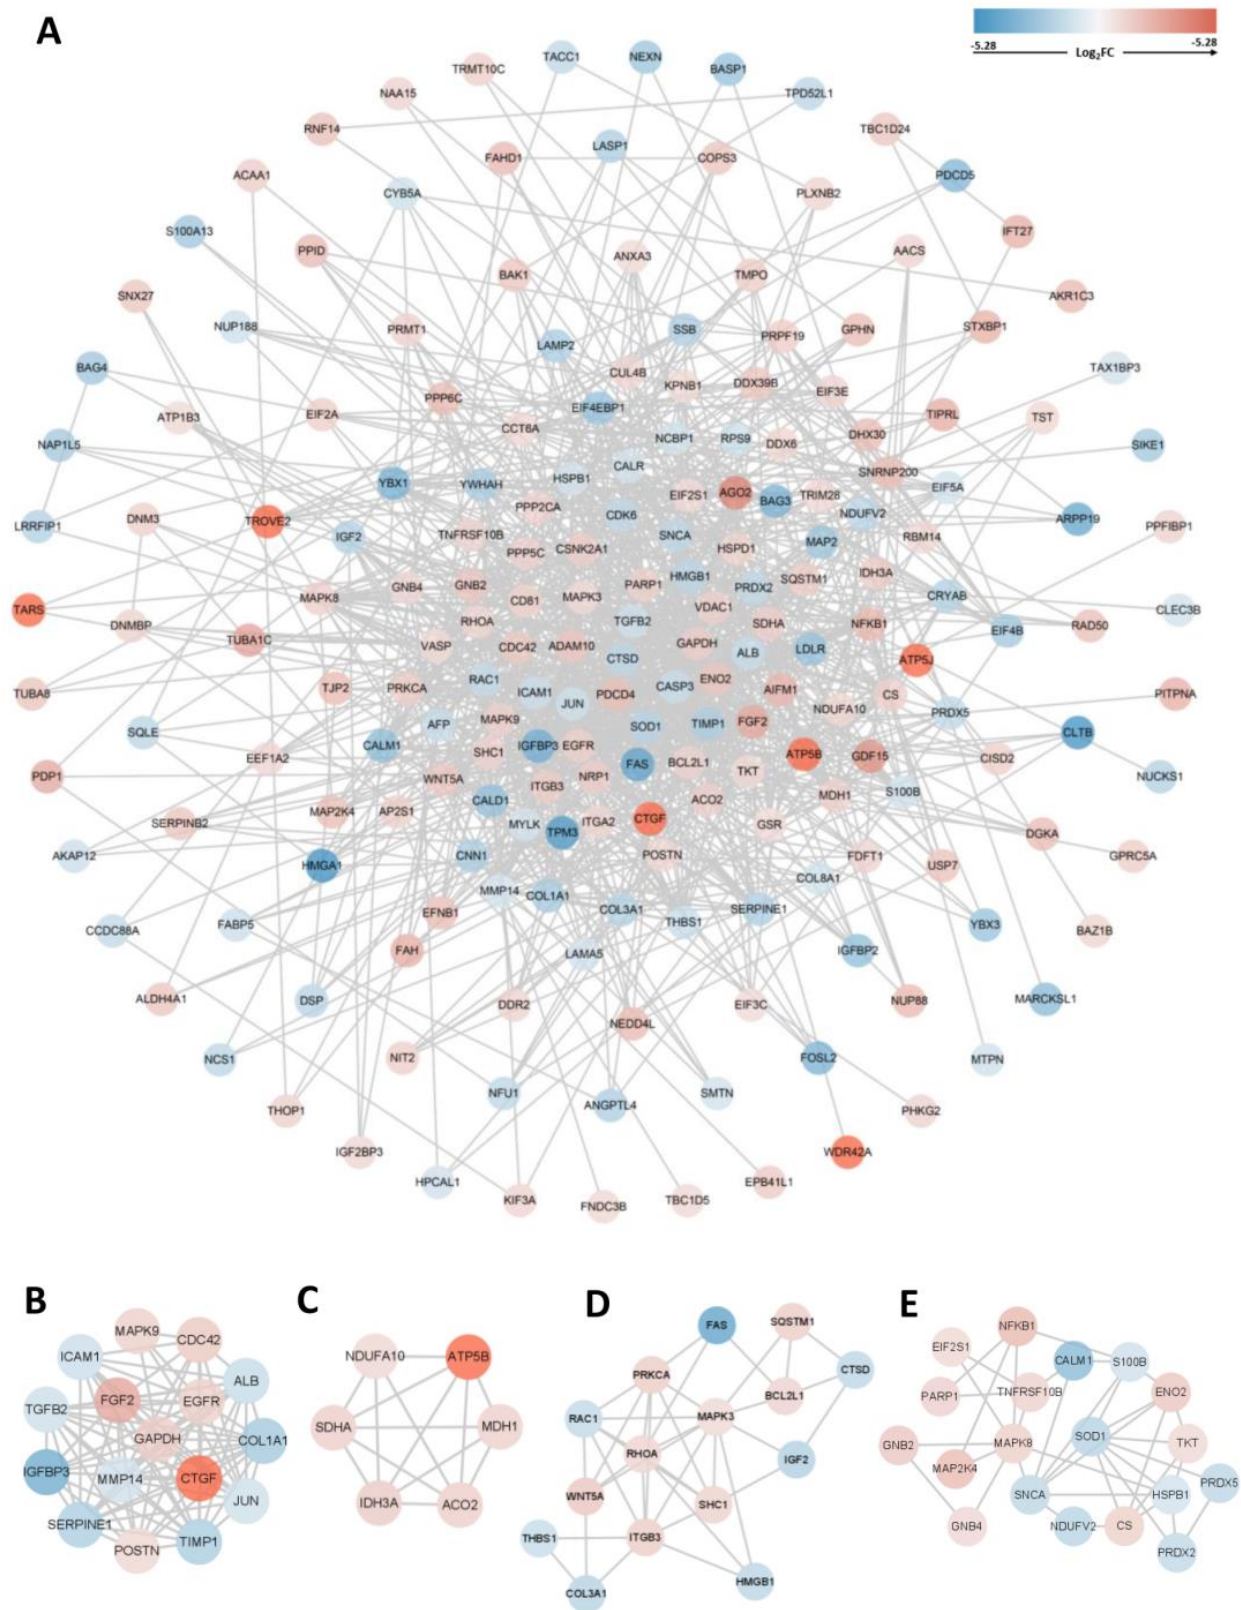 A
-5.28 Log₂FC -5.28
TACC1 NEXN BASP1
TRMT10C
NAA15 TPD52L1
RNF14 TBC1D24
LASP1
FAHD1 COPS3
ACAA1 PDCD5
CYB5A PLXNB2
S100A13 IFT27
PPID ANXA3 AACS
BAK1 TMPO
SNX27 AKR1C3
NUP188 PRMT1 SSB PRPF19 GPHN STXBP1
LAMP2
BAG4 CUL4B TAX1BP3
KPNB1 DDX39B EIF3E
PPP6C
EIF4EBP1
ATP1B3 EIF2A TIPRL TST
CCT6A
NAP1L5 NCBP1 RPS9 DDX6 DHX30 SIKE1
CALR
HSPB1 SNRNP200
YBX1 YWHAH EIF5A
EIF2S1 AGO2 BAG3 TRIM28
PPP2CA NDUFV2
LRRFIP1 DNM3 TROVE2 CDK6 ARPP19 PPFIBP1
IGF2 TNFRSF10B SNCA MAP2 RBM14
PPP5C CSNK2A1 HSPD1
GNB4 GNB2 PARP1 HMGB1 PRDX2 SQSTM1 IDH3A
MAPK8 CD81 MAPK3 CRYAB
TARS VDAC1 CLEC3B
DNMBP RHOA TGFB2 SDHA NFKB1 EIF4B RAD50
TUBA1C VASP CDC42 ADAM10 GAPDH
CTSD ALB LDLR ATP5J
TUBA8 TJP2 PRKCA RAC1 ICAM1 PDCD4 CASP3 ENO2 AIFM1 CS PITPNA
JUN NDUFA10
SQLE AFP MAPK9 SOD1 TIMP1 FGF2 PRDX5
CALM1 IGFBP3 EGFR CLTB
EEF1A2 SHC1 FAS BCL2L1 ATP5B GDF15 CISD2
PDP1 WNT5A ITGB3 NRP1 TKT NUCKS1
CALD1 ACO2 MDH1 S100B
MAP2K4 AP2S1
SERPINB2 MYLK TPM3 ITGA2 CTGF GSR DGKA
AKAP12 HMGA1 CNN1 POSTN FDFT1 USP7 GPRC5A
MMP14 COL1A1 COL8A1
EFNB1 COL3A1 THBS1 SERPINE1
CCDC88A FABP5 YBX3 BAZ1B
FAH LAMA5 IGFBP2
ALDH4A1 DSP DDR2 EIF3C NUP88 MARCKSL1
NEDD4L
NCS1 NIT2 FOSL2 MTPN
NFU1 ANGPTL4 SMTN
THOP1 PHKG2
IGF2BP3 WDR42A
HPCAL1 KIF3A FNDC3B TBC1D5 EPB41L1
B
MAPK9 CDC42
ICAM1
ALB
TGFB2 FGF2 EGFR
GAPDH COL1A1
IGFBP3 MMP14 CTGF
JUN
SERPINE1
POSTN TIMP1
C
NDUFA10 ATP5B
SDHA MDH1
IDH3A ACO2
D
FAS SQSTM1
PRKCA CTSD
BCL2L1
RAC1 MAPK3
RHOA
IGF2
WNT5A SHC1
THBS1 ITGB3
COL3A1 HMGB1
E
NFKB1
EIF2S1 CALM1 S100B
PARP1 TNFRSF10B ENO2
GNB2 MAPK8 SOD1 TKT
MAP2K4
SNCA HSPB1 PRDX5
GNB4 NDUFV2 CS
PRDX2